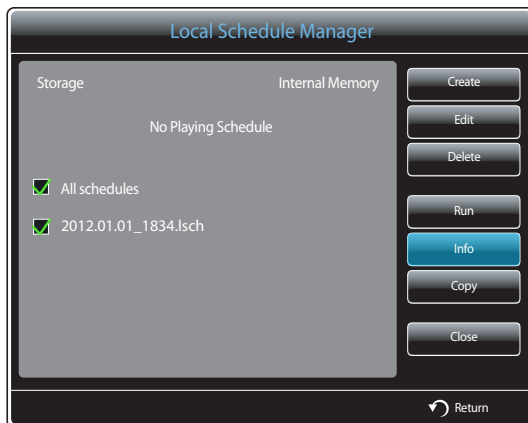 Local Schedule Manager
Storage Internal Memory
No Playing Schedule
All schedules
2012.01.01_1834.lsch
Create
Edit
Delete
Run
Info
Copy
Close
Return